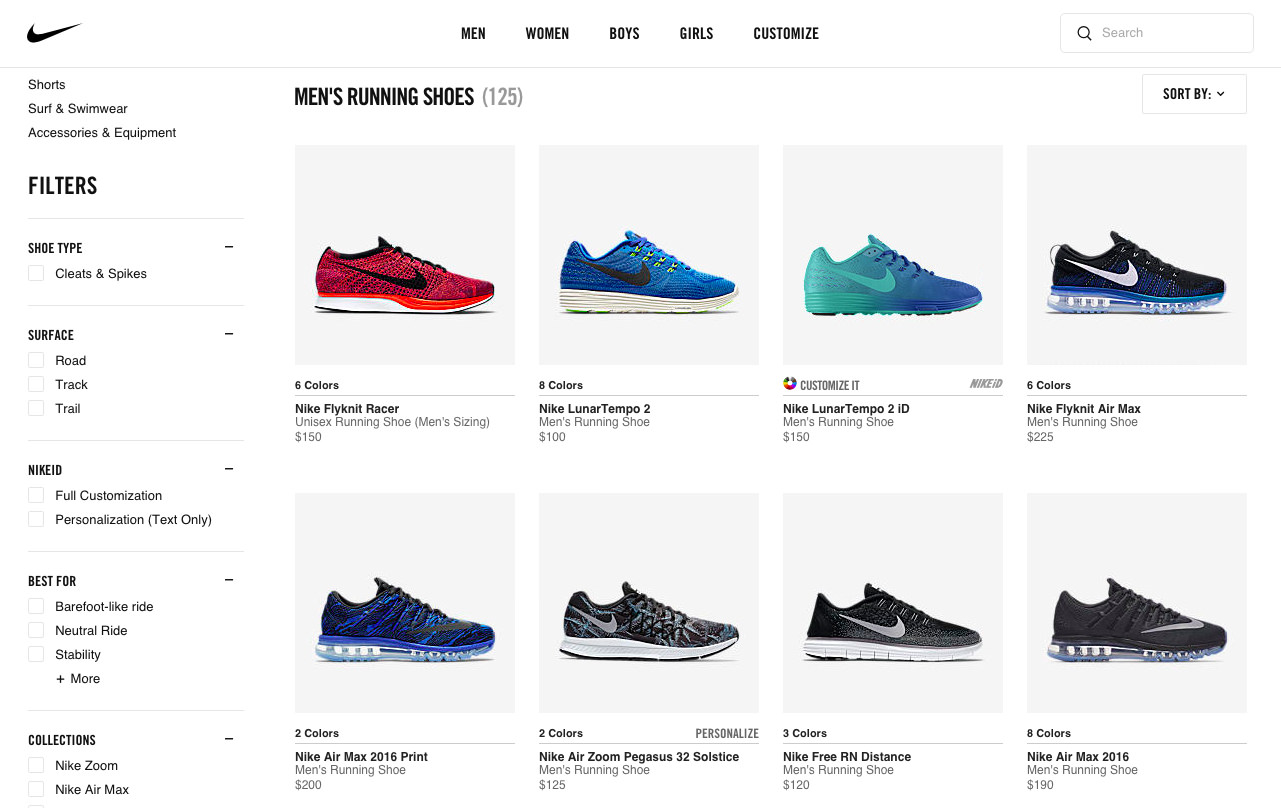 MEN WOMEN BOYS GIRLS CUSTOMIZE Search
Shorts
Surf & Swimwear
Accessories & Equipment
FILTERS
SHOE TYPE
Cleats & Spikes
SURFACE
Road
Track
Trail
NIKEID
Full Customization
Personalization (Text Only)
BEST FOR
Barefoot-like ride
Neutral Ride
Stability
+ More
COLLECTIONS
Nike Zoom
Nike Air Max
MEN'S RUNNING SHOES (125)
SORT BY:
6 Colors
Nike Flyknit Racer
Unisex Running Shoe (Men's Sizing)
$150
8 Colors
Nike LunarTempo 2
Men's Running Shoe
$100
CUSTOMIZE IT NIKEiD
Nike LunarTempo 2 iD
Men's Running Shoe
$150
6 Colors
Nike Flyknit Air Max
Men's Running Shoe
$225
2 Colors
Nike Air Max 2016 Print
Men's Running Shoe
$200
2 Colors PERSONALIZE
Nike Air Zoom Pegasus 32 Solstice
Men's Running Shoe
$125
3 Colors
Nike Free RN Distance
Men's Running Shoe
$120
8 Colors
Nike Air Max 2016
Men's Running Shoe
$190